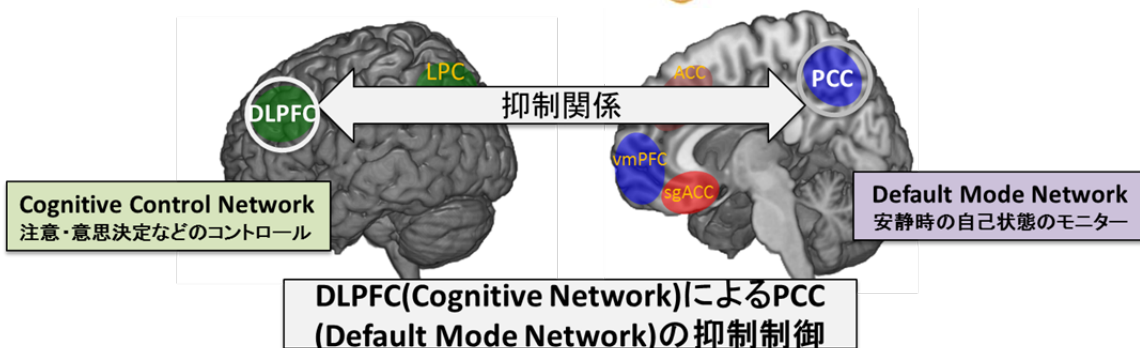 LPC
DLPFC
抑制関係
ACC
PCC
vmPFC
sgACC
Cognitive Control Network
注意・意思決定などのコントロール
Default Mode Network
安静時の自己状態のモニター
DLPFC(Cognitive Network)によるPCC
(Default Mode Network)の抑制制御